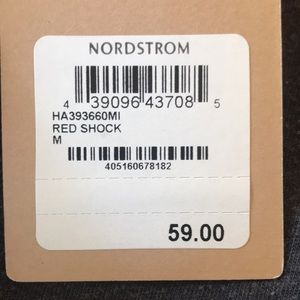 NORDSTROM
4 39096 43708 5
HA393660MI
RED SHOCK
M
405160678182
59.00